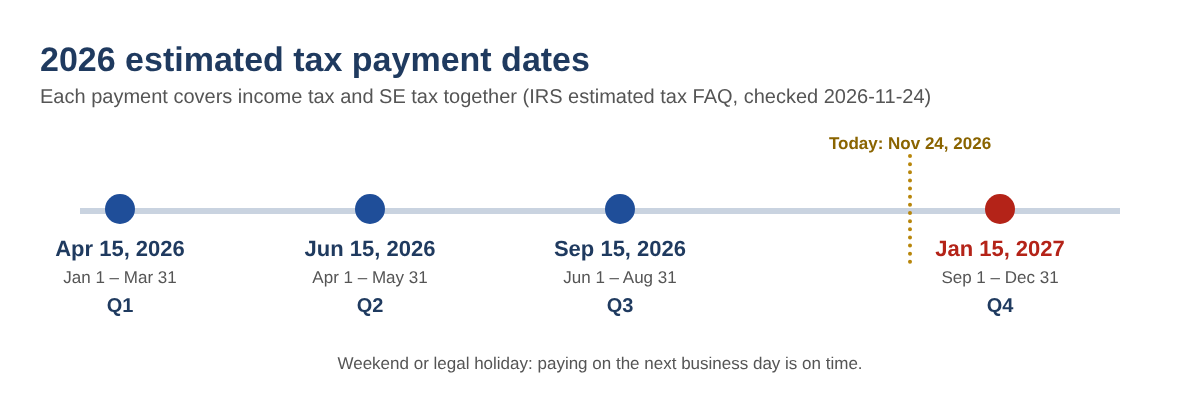 2026 estimated tax payment dates
Each payment covers income tax and SE tax together (IRS estimated tax FAQ, checked 2026-11-24)
Today: Nov 24, 2026
Apr 15, 2026
Jan 1 – Mar 31
Q1
Jun 15, 2026
Apr 1 – May 31
Q2
Sep 15, 2026
Jun 1 – Aug 31
Q3
Jan 15, 2027
Sep 1 – Dec 31
Q4
Weekend or legal holiday: paying on the next business day is on time.